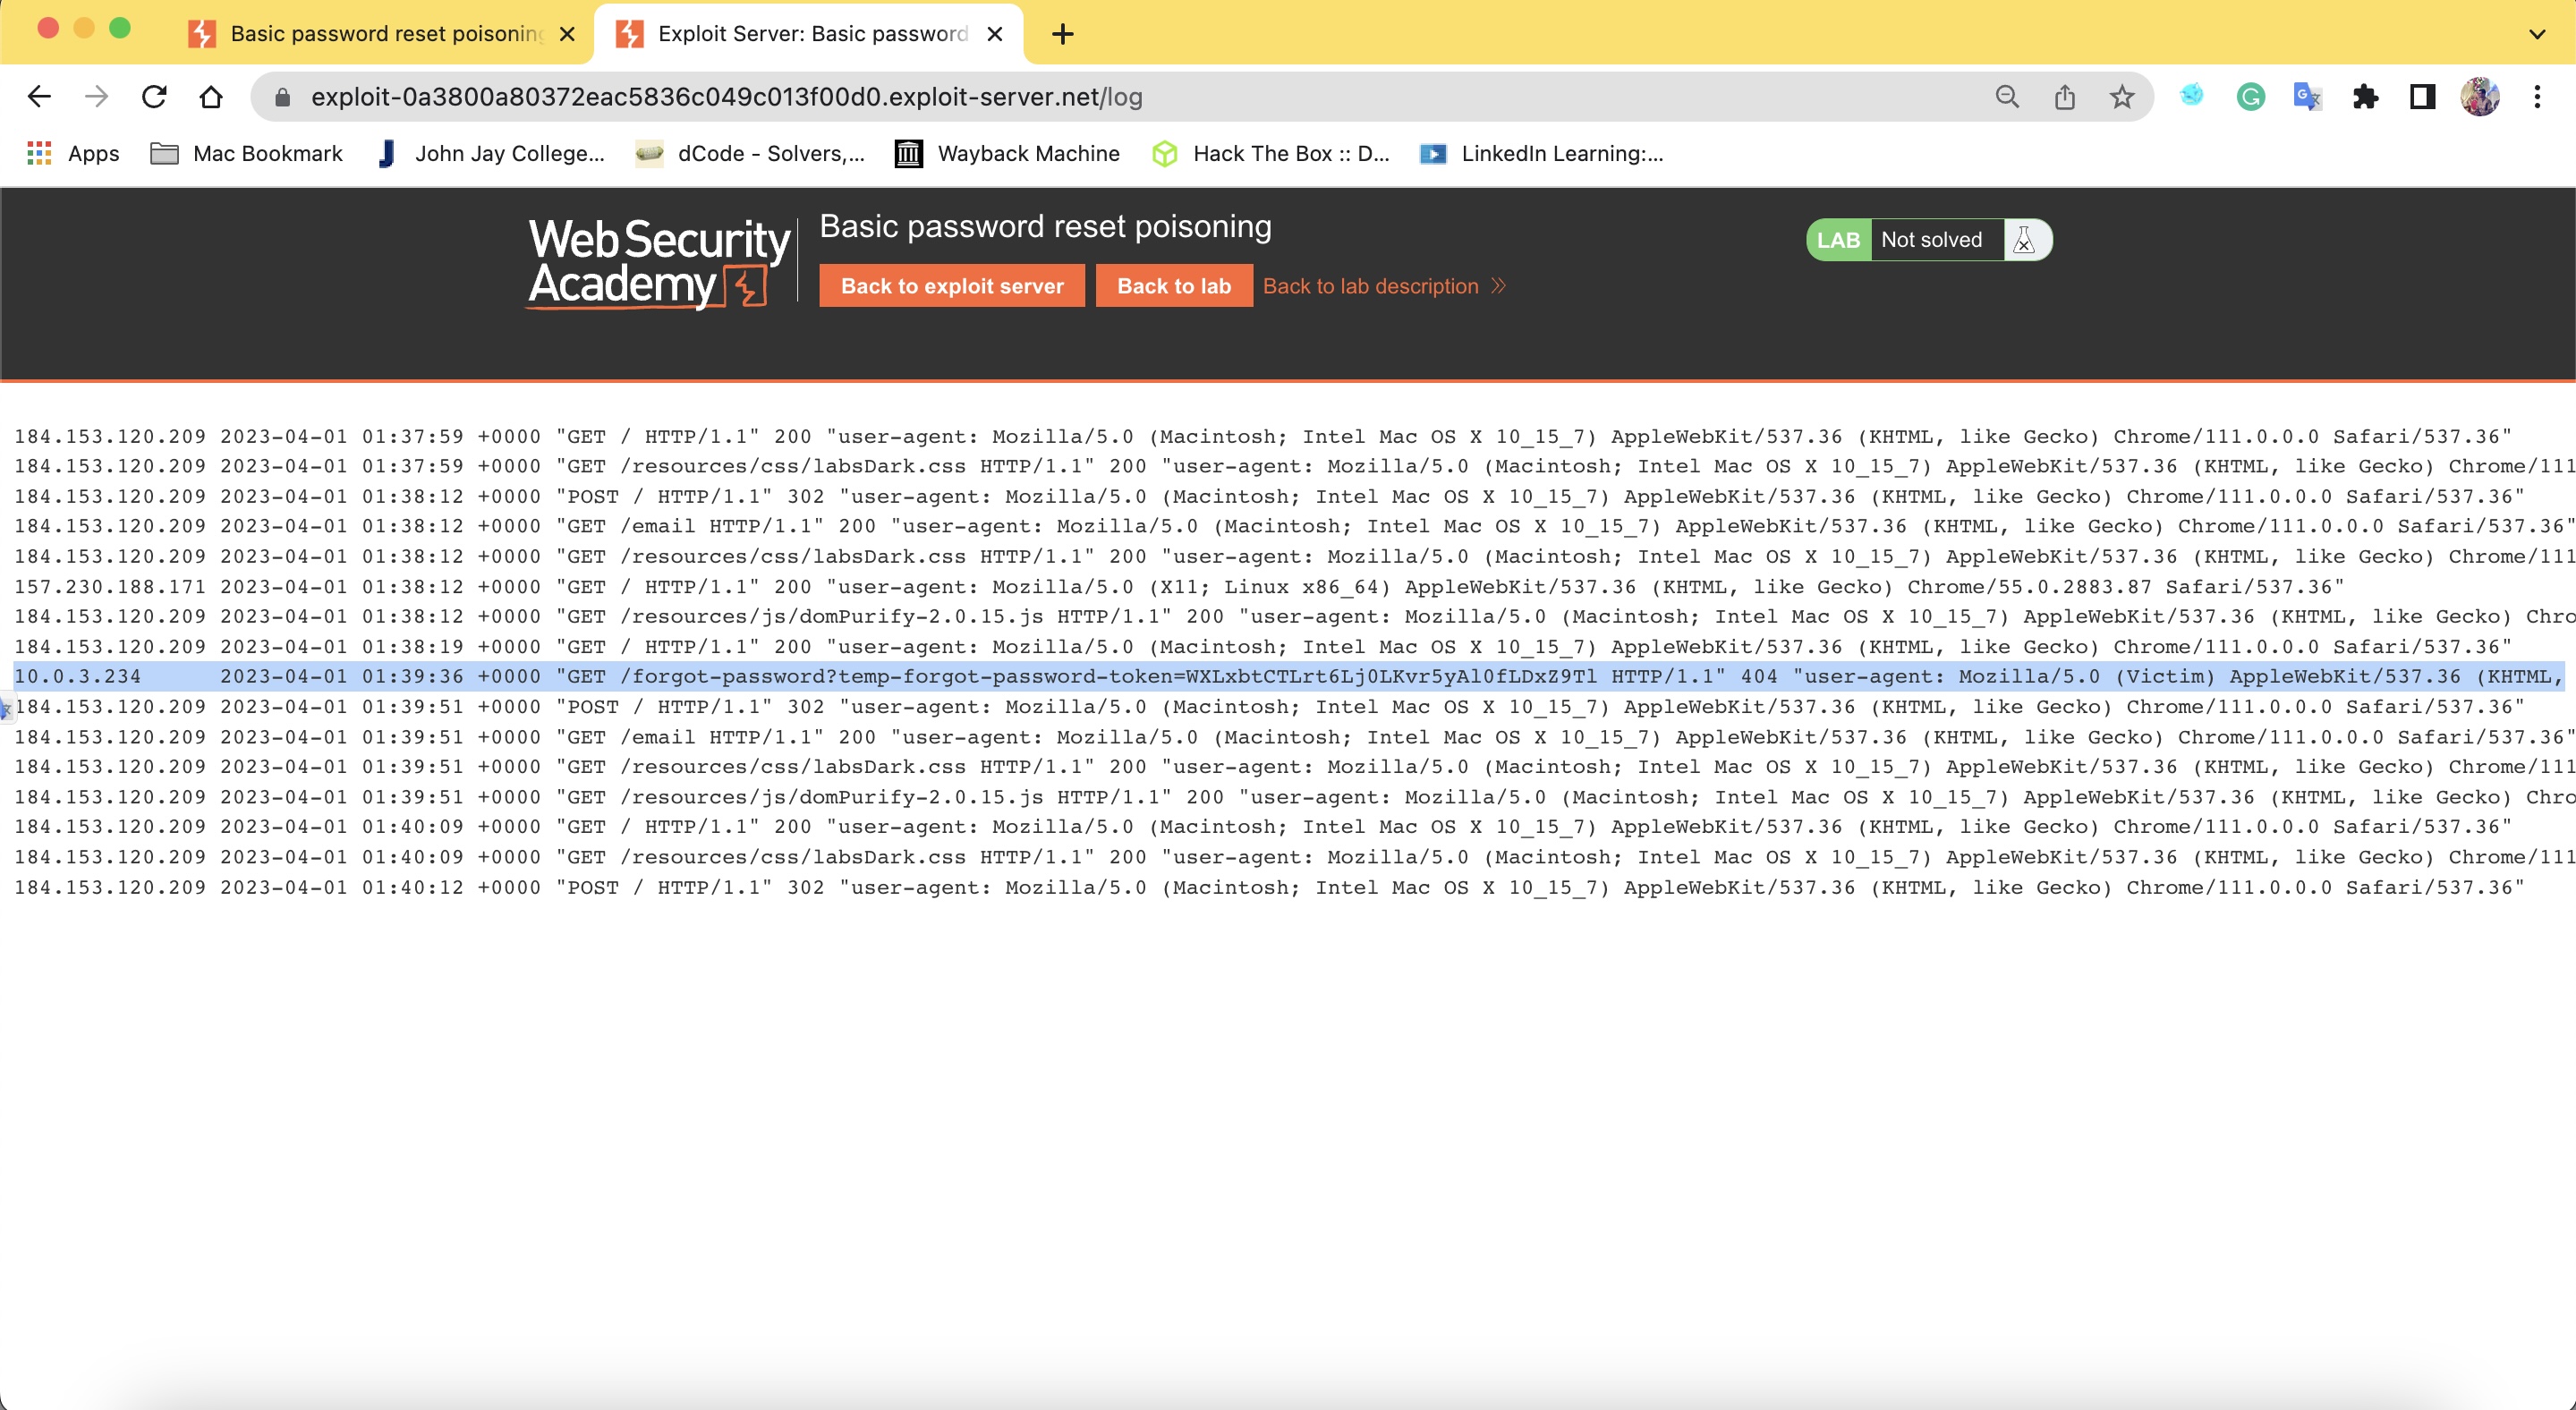 Basic password reset poisoning
Exploit Server: Basic password
exploit-0a3800a80372eac5836c049c013f00d0.exploit-server.net/log
Apps
Mac Bookmark
John Jay College...
dCode - Solvers,...
Wayback Machine
Hack The Box :: D...
LinkedIn Learning:...
Web Security
Academy
Basic password reset poisoning
Back to exploit server
Back to lab
Back to lab description
LAB
Not solved
184.153.120.209 2023-04-01 01:37:59 +0000 "GET / HTTP/1.1" 200 "user-agent: Mozilla/5.0 (Macintosh; Intel Mac OS X 10_15_7) AppleWebKit/537.36 (KHTML, like Gecko) Chrome/111.0.0.0 Safari/537.36"
184.153.120.209 2023-04-01 01:37:59 +0000 "GET /resources/css/labsDark.css HTTP/1.1" 200 "user-agent: Mozilla/5.0 (Macintosh; Intel Mac OS X 10_15_7) AppleWebKit/537.36 (KHTML, like Gecko) Chrome/111
184.153.120.209 2023-04-01 01:38:12 +0000 "POST / HTTP/1.1" 302 "user-agent: Mozilla/5.0 (Macintosh; Intel Mac OS X 10_15_7) AppleWebKit/537.36 (KHTML, like Gecko) Chrome/111.0.0.0 Safari/537.36"
184.153.120.209 2023-04-01 01:38:12 +0000 "GET /email HTTP/1.1" 200 "user-agent: Mozilla/5.0 (Macintosh; Intel Mac OS X 10_15_7) AppleWebKit/537.36 (KHTML, like Gecko) Chrome/111.0.0.0 Safari/537.36"
184.153.120.209 2023-04-01 01:38:12 +0000 "GET /resources/css/labsDark.css HTTP/1.1" 200 "user-agent: Mozilla/5.0 (Macintosh; Intel Mac OS X 10_15_7) AppleWebKit/537.36 (KHTML, like Gecko) Chrome/111
157.230.188.171 2023-04-01 01:38:12 +0000 "GET / HTTP/1.1" 200 "user-agent: Mozilla/5.0 (X11; Linux x86_64) AppleWebKit/537.36 (KHTML, like Gecko) Chrome/55.0.2883.87 Safari/537.36"
184.153.120.209 2023-04-01 01:38:12 +0000 "GET /resources/js/domPurify-2.0.15.js HTTP/1.1" 200 "user-agent: Mozilla/5.0 (Macintosh; Intel Mac OS X 10_15_7) AppleWebKit/537.36 (KHTML, like Gecko) Chro
184.153.120.209 2023-04-01 01:38:19 +0000 "GET / HTTP/1.1" 200 "user-agent: Mozilla/5.0 (Macintosh; Intel Mac OS X 10_15_7) AppleWebKit/537.36 (KHTML, like Gecko) Chrome/111.0.0.0 Safari/537.36"
10.0.3.234 2023-04-01 01:39:36 +0000 "GET /forgot-password?temp-forgot-password-token=WXLxbtCTLrt6Lj0LKvr5yAl0fLDxZ9Tl HTTP/1.1" 404 "user-agent: Mozilla/5.0 (Victim) AppleWebKit/537.36 (KHTML,
184.153.120.209 2023-04-01 01:39:51 +0000 "POST / HTTP/1.1" 302 "user-agent: Mozilla/5.0 (Macintosh; Intel Mac OS X 10_15_7) AppleWebKit/537.36 (KHTML, like Gecko) Chrome/111.0.0.0 Safari/537.36"
184.153.120.209 2023-04-01 01:39:51 +0000 "GET /email HTTP/1.1" 200 "user-agent: Mozilla/5.0 (Macintosh; Intel Mac OS X 10_15_7) AppleWebKit/537.36 (KHTML, like Gecko) Chrome/111.0.0.0 Safari/537.36"
184.153.120.209 2023-04-01 01:39:51 +0000 "GET /resources/css/labsDark.css HTTP/1.1" 200 "user-agent: Mozilla/5.0 (Macintosh; Intel Mac OS X 10_15_7) AppleWebKit/537.36 (KHTML, like Gecko) Chrome/111
184.153.120.209 2023-04-01 01:39:51 +0000 "GET /resources/js/domPurify-2.0.15.js HTTP/1.1" 200 "user-agent: Mozilla/5.0 (Macintosh; Intel Mac OS X 10_15_7) AppleWebKit/537.36 (KHTML, like Gecko) Chro
184.153.120.209 2023-04-01 01:40:09 +0000 "GET / HTTP/1.1" 200 "user-agent: Mozilla/5.0 (Macintosh; Intel Mac OS X 10_15_7) AppleWebKit/537.36 (KHTML, like Gecko) Chrome/111.0.0.0 Safari/537.36"
184.153.120.209 2023-04-01 01:40:09 +0000 "GET /resources/css/labsDark.css HTTP/1.1" 200 "user-agent: Mozilla/5.0 (Macintosh; Intel Mac OS X 10_15_7) AppleWebKit/537.36 (KHTML, like Gecko) Chrome/111
184.153.120.209 2023-04-01 01:40:12 +0000 "POST / HTTP/1.1" 302 "user-agent: Mozilla/5.0 (Macintosh; Intel Mac OS X 10_15_7) AppleWebKit/537.36 (KHTML, like Gecko) Chrome/111.0.0.0 Safari/537.36"